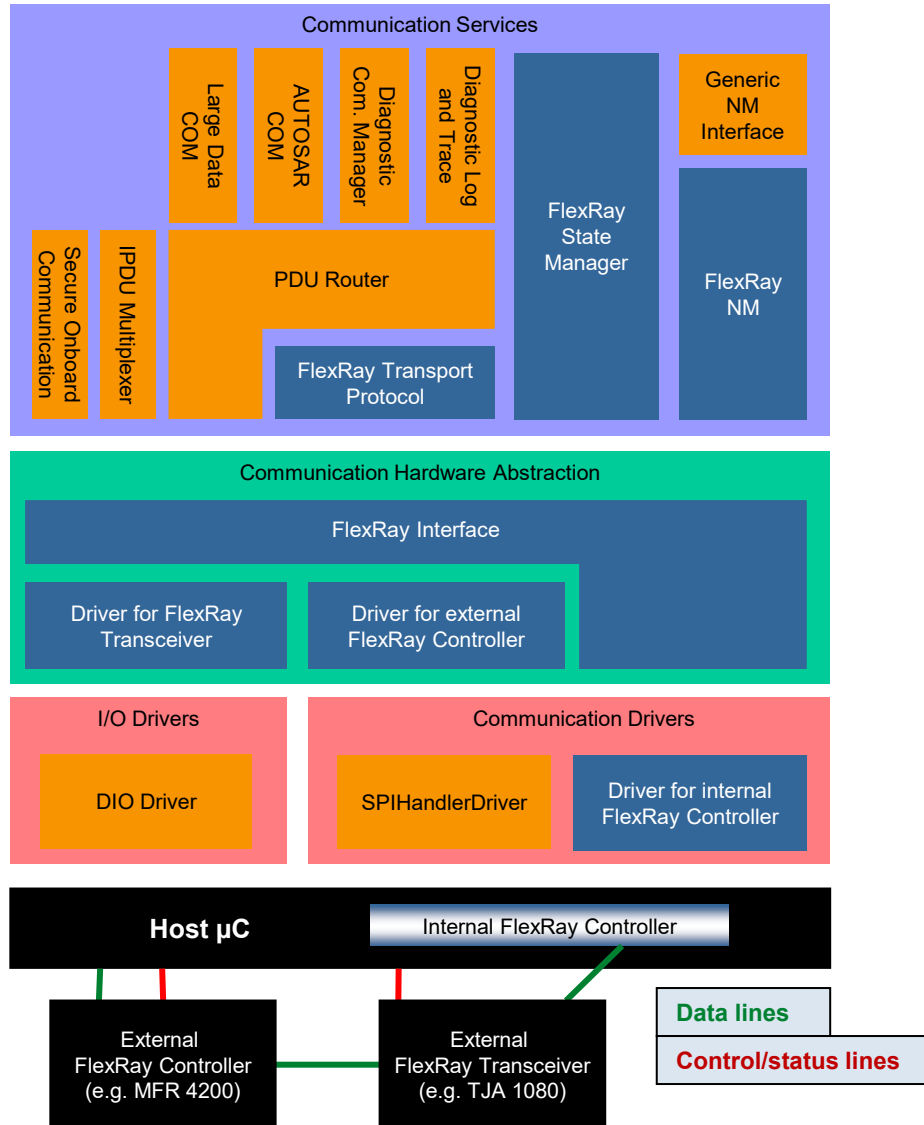 Communication Services
Large Data
COM
AUTOSAR
COM
Diagnostic
Com. Manager
Diagnostic Log
and Trace
FlexRay
State
Manager
Generic
NM
Interface
Secure Onboard
Communication
IPDU Multiplexer
PDU Router
FlexRay
NM
FlexRay Transport
Protocol
Communication Hardware Abstraction
FlexRay Interface
Driver for FlexRay
Transceiver
Driver for external
FlexRay Controller
I/O Drivers
DIO Driver
Communication Drivers
SPIHandlerDriver
Driver for internal
FlexRay Controller
Host µC
Internal FlexRay Controller
External
FlexRay Controller
(e.g. MFR 4200)
External
FlexRay Transceiver
(e.g. TJA 1080)
Data lines
Control/status lines